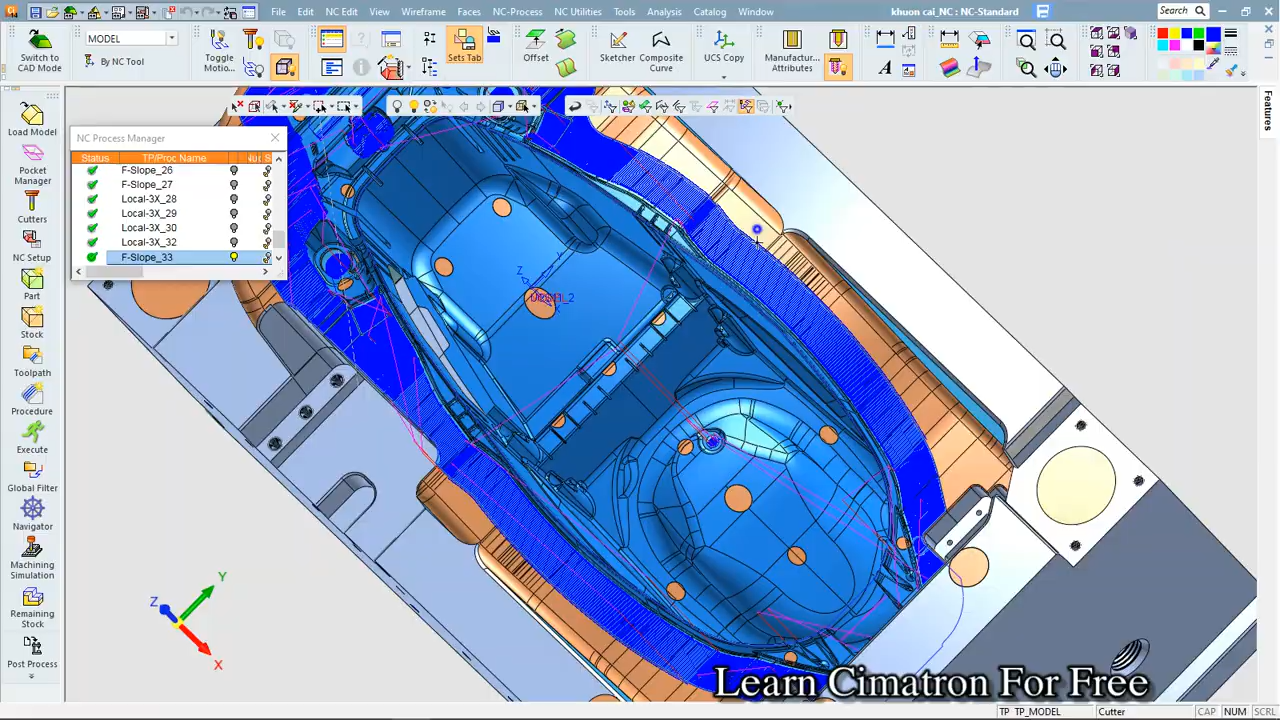 File Edit NC Edit Views Wireframe Faces NC-Process NC Utilities Tools Analysis Catalog Window
khuon cai_NC : NC-Standard
Search
Switch to CAD Mode
MODEL
By NC Tool
Toggle Motio...
Sets Tab
Offset
Sketcher
Composite Curve
UCS Copy
Manufactur... Attributes
Features
Load Model
Pocket Manager
Cutters
NC Setup
Part
Stock
Toolpath
Procedure
Execute
Global Filter
Navigator
Machining Simulation
Remaining Stock
Post Process
NC Process Manager
Status TP/Proc Name
F-Slope_26
F-Slope_27
Local-3X_28
Local-3X_29
Local-3X_30
Local-3X_32
F-Slope_33
Z
Z
Y
X
Learn Cimatron For Free
TP TP_MODEL Cutter CAP NUM SCRL